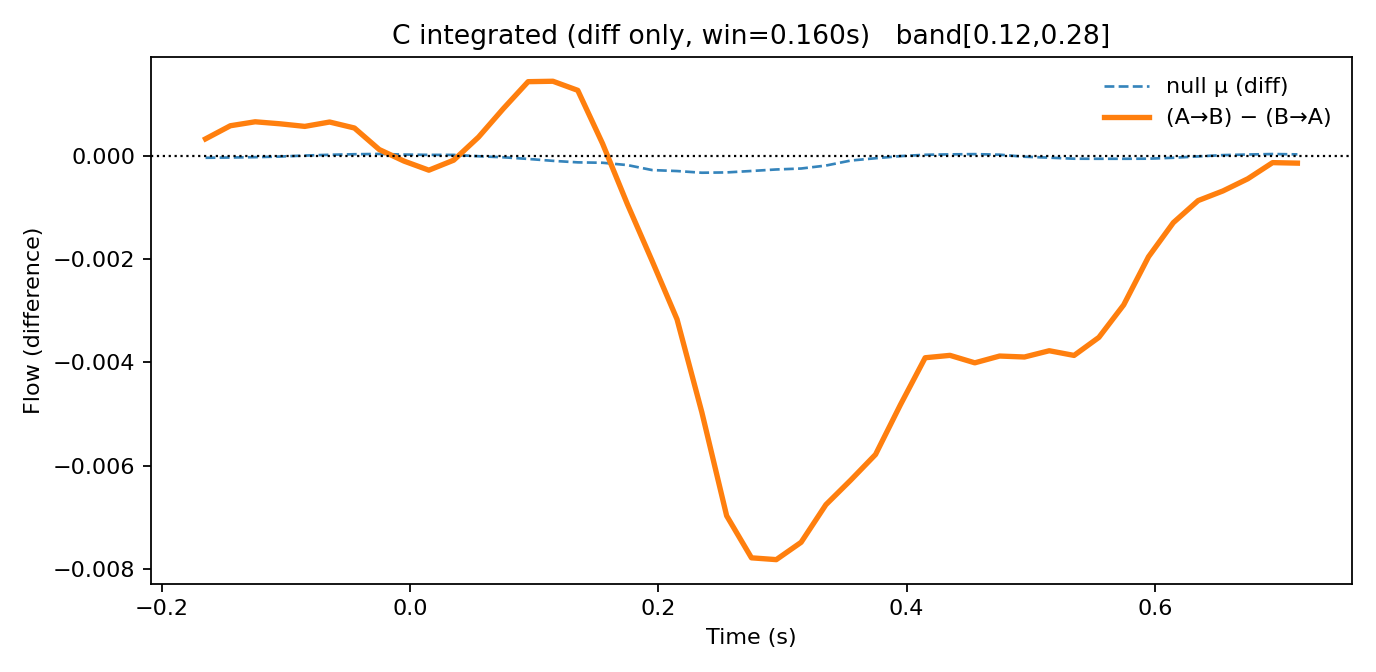 C integrated (diff only, win=0.160s)   band[0.12,0.28]
null μ (diff)
(A→B) − (B→A)
0.000
−0.002
−0.004
−0.006
−0.008
Flow (difference)
−0.2
0.0
0.2
0.4
0.6
Time (s)